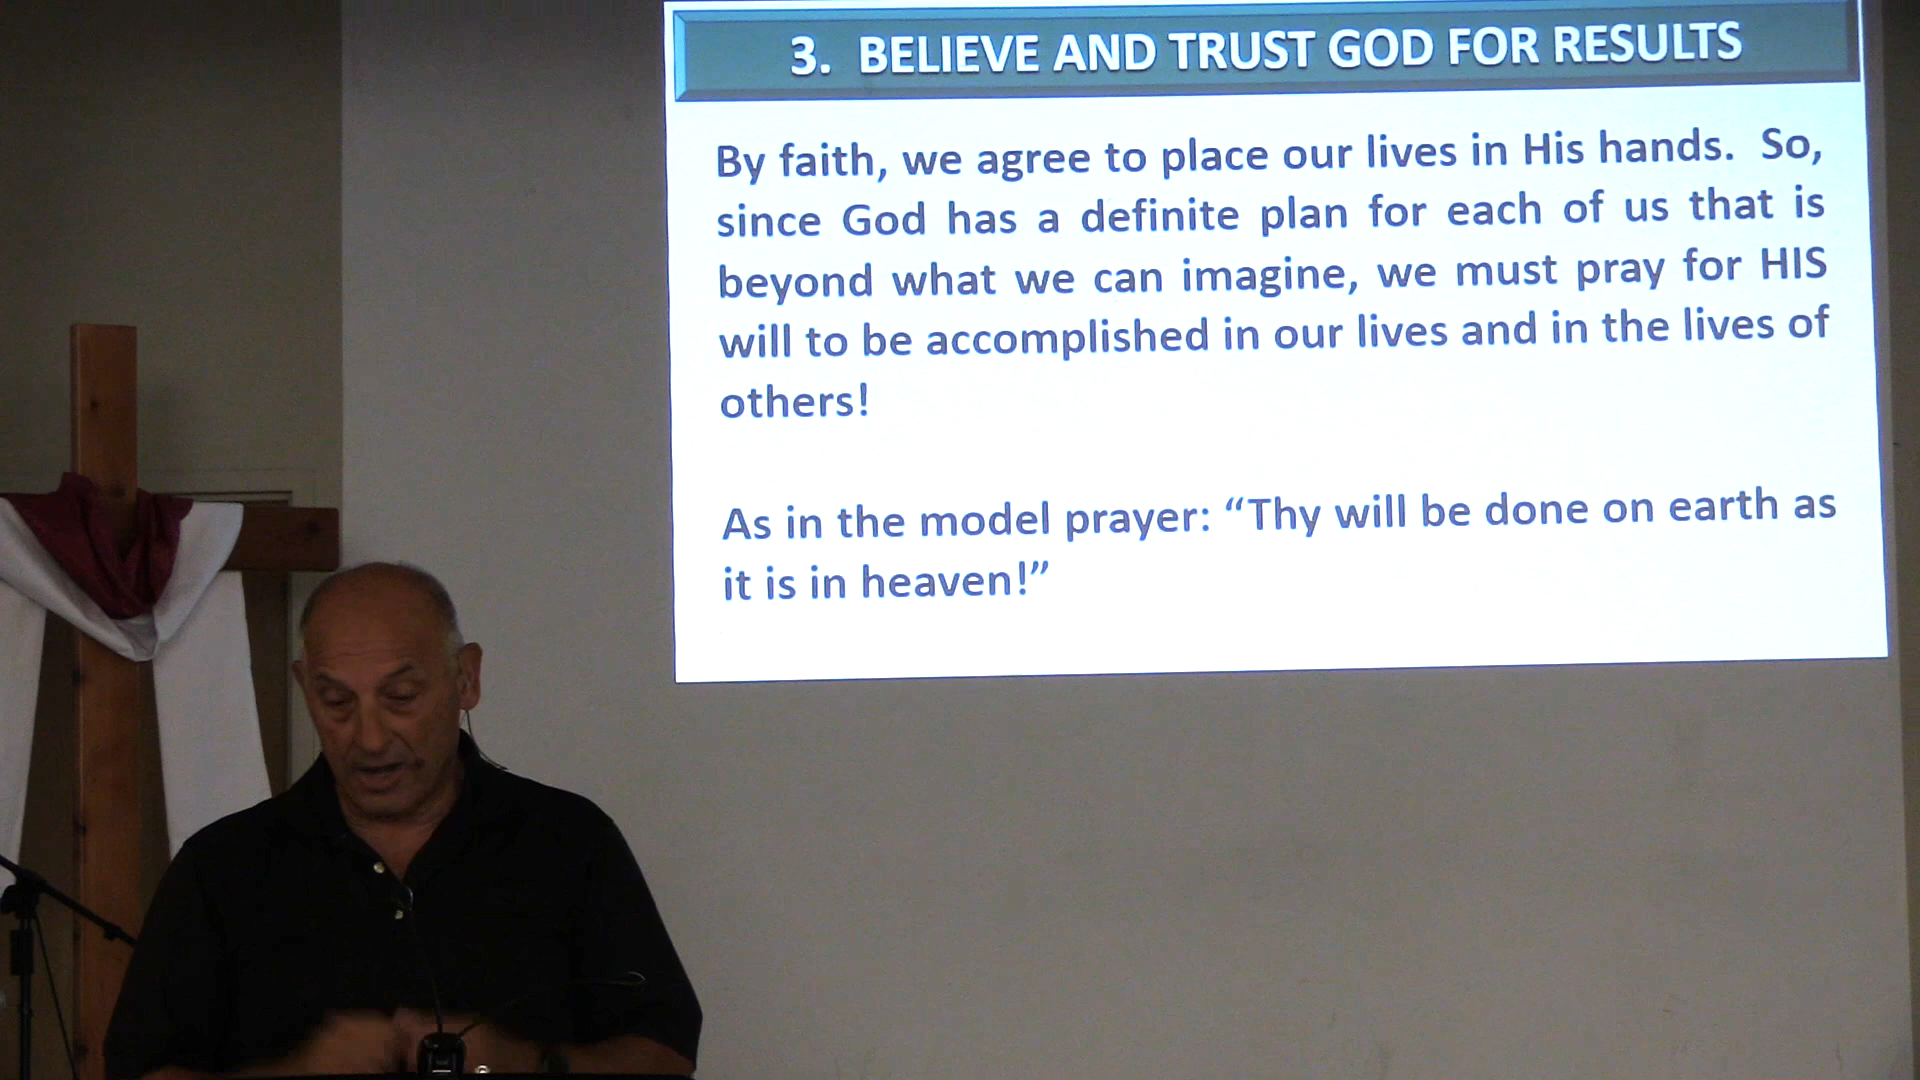 3. BELIEVE AND TRUST GOD FOR RESULTS
By faith, we agree to place our lives in His hands. So,
since God has a definite plan for each of us that is
beyond what we can imagine, we must pray for HIS
will to be accomplished in our lives and in the lives of
others!
As in the model prayer: “Thy will be done on earth as
it is in heaven!”